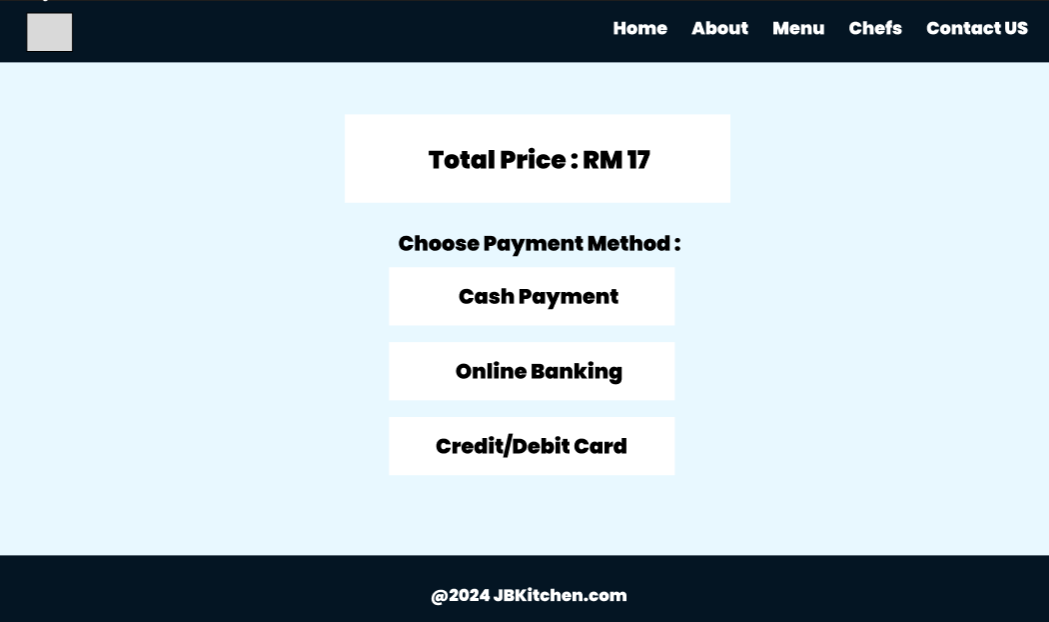 Home About Menu Chefs Contact US
Total Price : RM 17
Choose Payment Method :
Cash Payment
Online Banking
Credit/Debit Card
@2024 JBKitchen.com